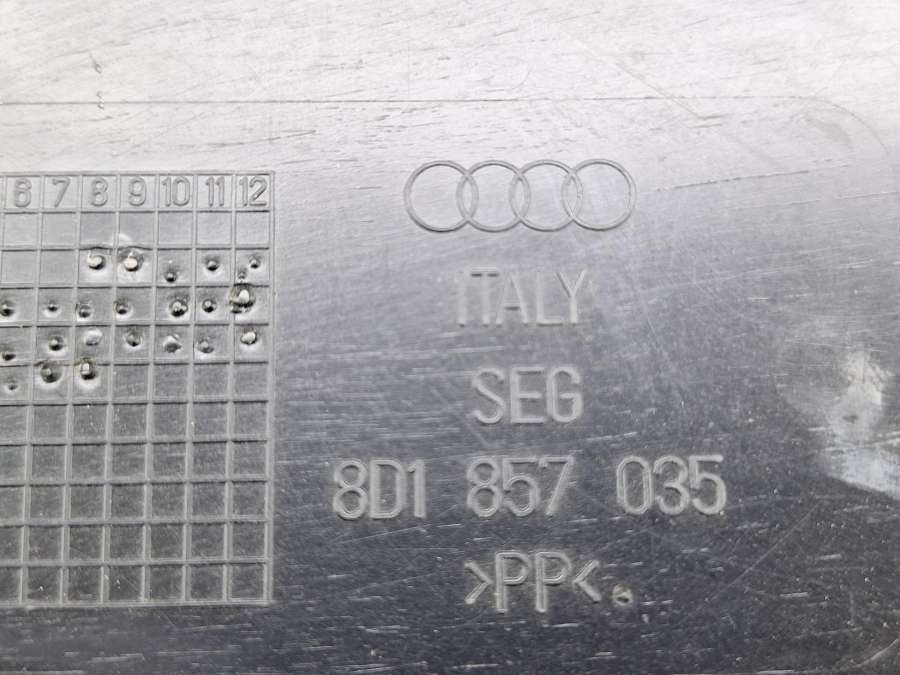 6 7 8 9 10 11 12
ITALY
SEG
8D1 857 035
>PP<